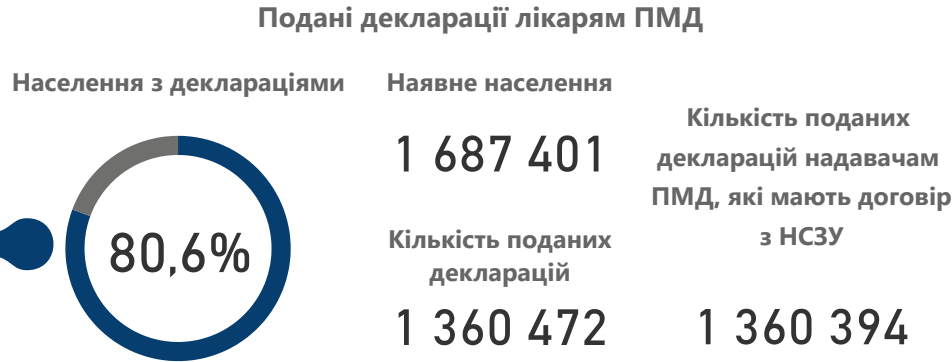 Подані декларації лікарям ПМД
Населення з деклараціями
80,6%
Наявне населення
1 687 401
Кількість поданих
декларацій
1 360 472
Кількість поданих
декларацій надавачам
ПМД, які мають договір
з НСЗУ
1 360 394